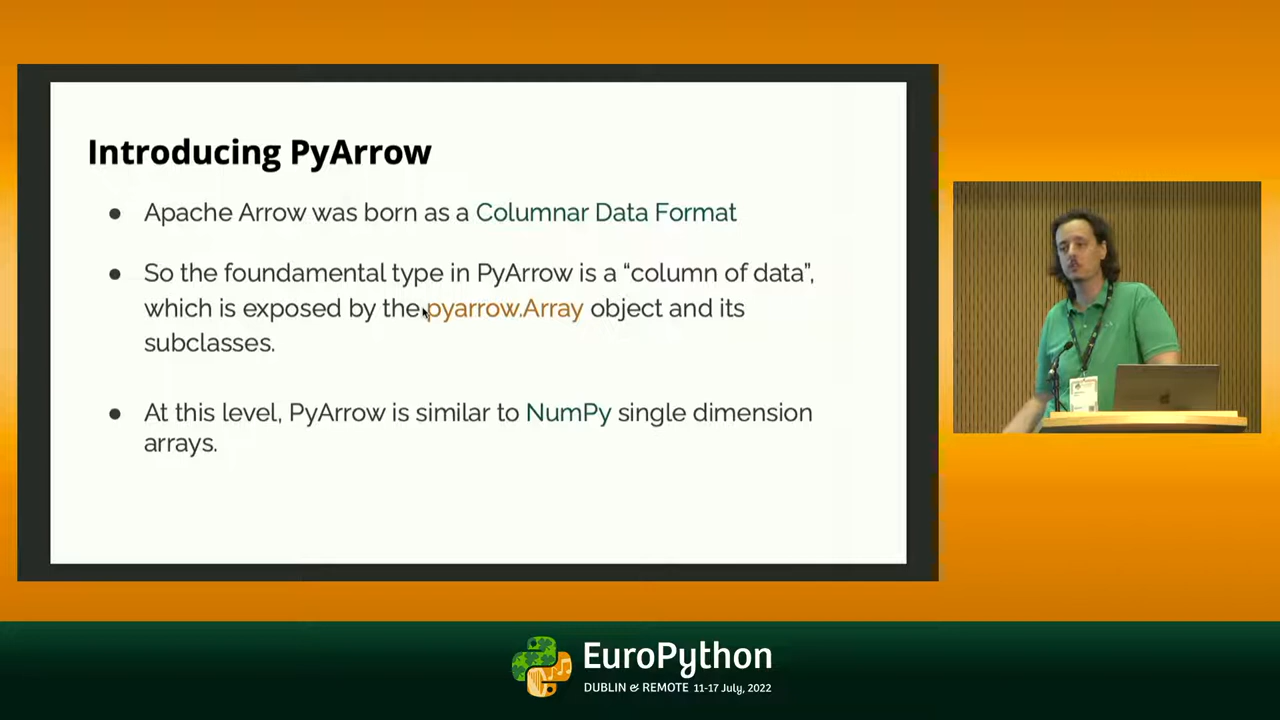 Introducing PyArrow
● Apache Arrow was born as a Columnar Data Format
● So the foundamental type in PyArrow is a “column of data”,
which is exposed by the pyarrow.Array object and its
subclasses.
● At this level, PyArrow is similar to NumPy single dimension
arrays.
EuroPython
DUBLIN & REMOTE 11-17 July, 2022